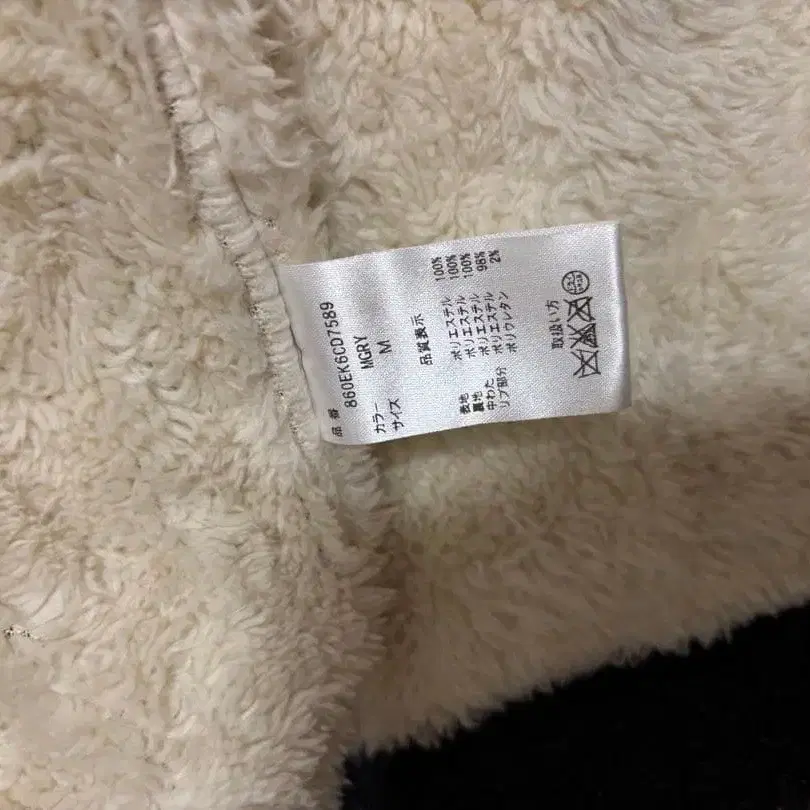 品番 860EK6CD7589
カラー MGRY
サイズ M
品質表示
表地 ポリエステル 100%
裏地 ポリエステル 100%
中わた ポリエステル 100%
リブ部分 ポリエステル 98%
ポリウレタン 2%
取扱い方